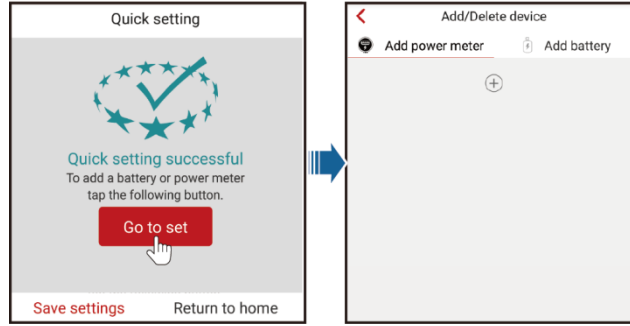 Quick setting
Quick setting successful
To add a battery or power meter
tap the following button.
Go to set
Save settings
Return to home
Add/Delete device
Add power meter
Add battery